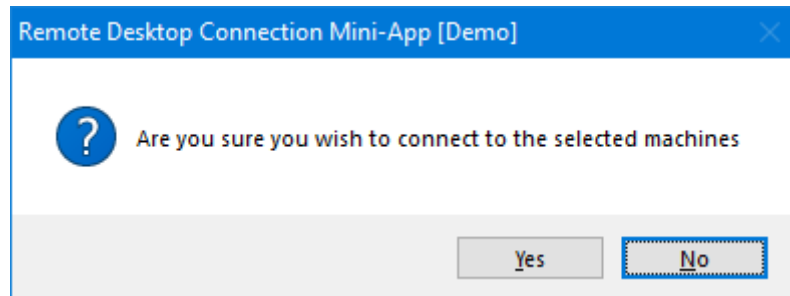 Remote Desktop Connection Mini-App [Demo]
?
Are you sure you wish to connect to the selected machines
Yes
No